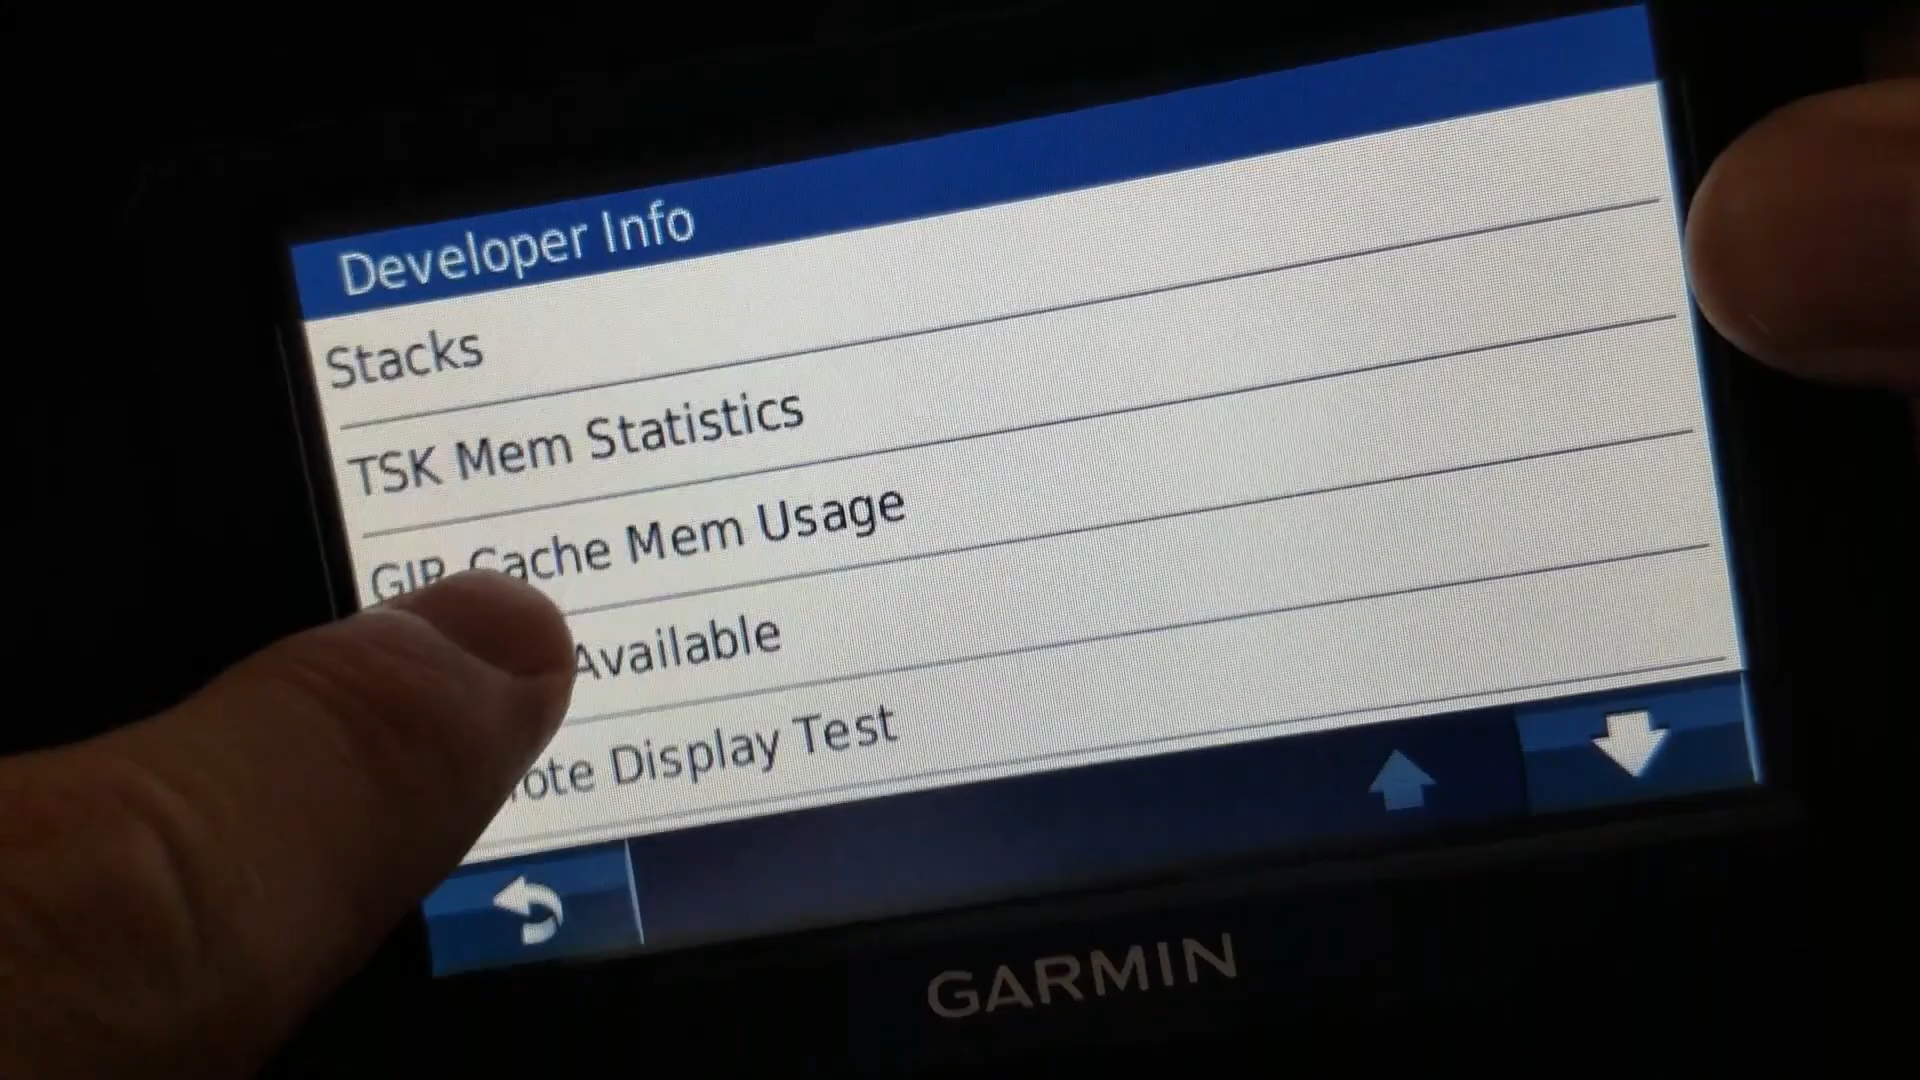 Developer Info
Stacks
TSK Mem Statistics
Cache Mem Usage
Available
Display Test
GARMIN